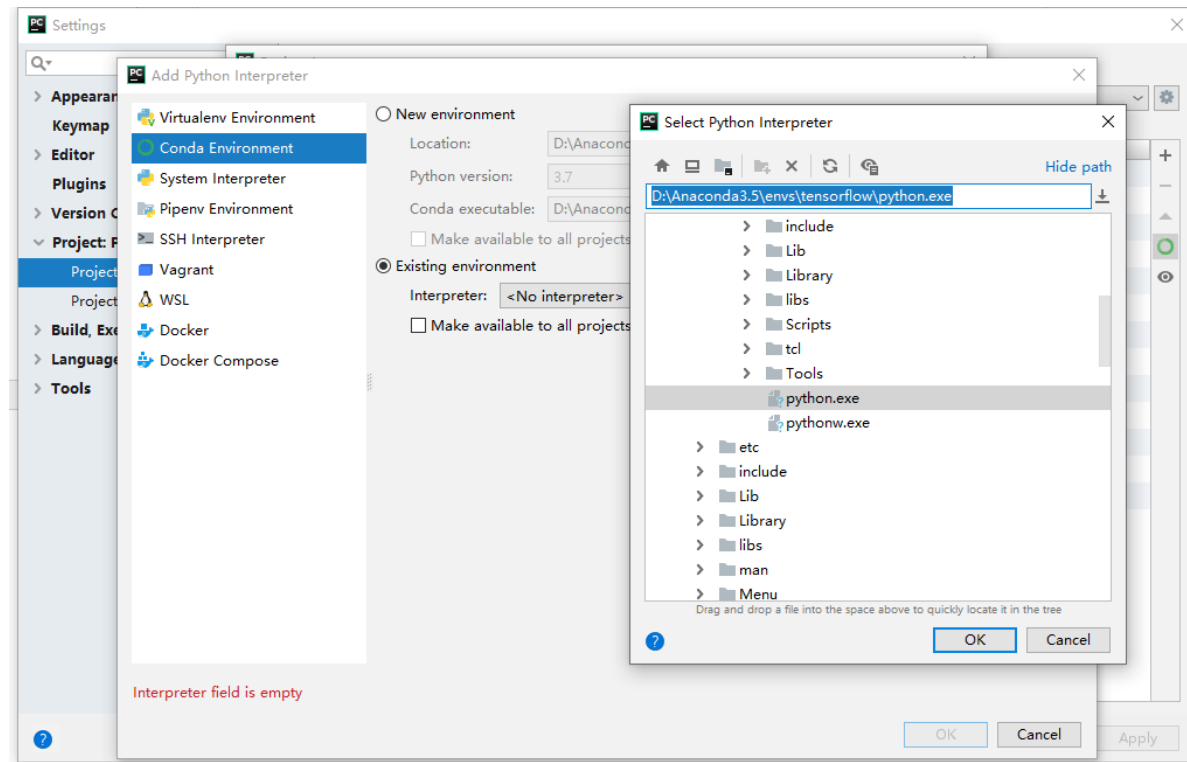 PC Settings
PC Add Python Interpreter
Appearan
Keymap
Editor
Plugins
Version C
Project: F
Project
Project
Build, Exe
Language
Tools
Virtualenv Environment
Conda Environment
System Interpreter
Pipenv Environment
SSH Interpreter
Vagrant
WSL
Docker
Docker Compose
New environment
Location: D:\Anacond
Python version: 3.7
Conda executable: D:\Anacond
Make available to all projects
Existing environment
Interpreter: <No interpreter>
Make available to all projects
Interpreter field is empty
OK Cancel
Apply
PC Select Python Interpreter
Hide path
D:\Anaconda3.5\envs\tensorflow\python.exe
include
Lib
Library
libs
Scripts
tcl
Tools
python.exe
pythonw.exe
etc
include
Lib
Library
libs
man
Menu
Drag and drop a file into the space above to quickly locate it in the tree
OK Cancel